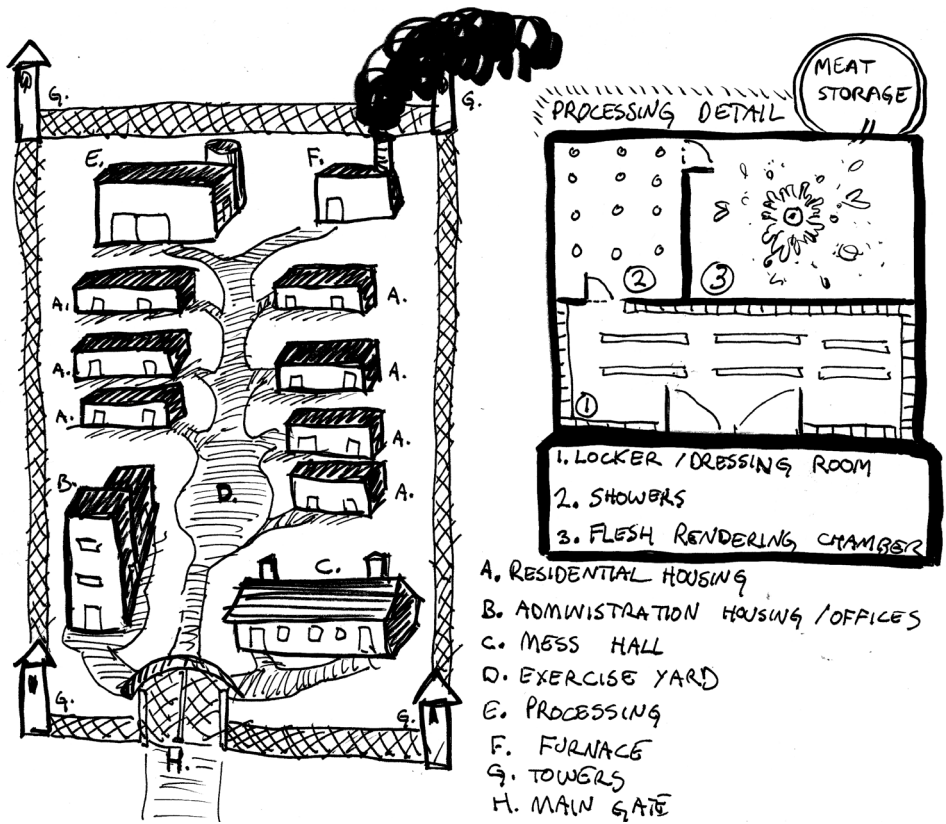 G.
G.
E.
F.
A.
A.
A.
A.
A.
A.
A.
B.
D.
C.
G.
G.
H.
PROCESSING DETAIL
MEAT
STORAGE
2
3
1
1. LOCKER / DRESSING ROOM
2. SHOWERS
3. FLESH RENDERING CHAMBER
A. RESIDENTIAL HOUSING
B. ADMINISTRATION HOUSING / OFFICES
C. MESS HALL
D. EXERCISE YARD
E. PROCESSING
F. FURNACE
G. TOWERS
H. MAIN GATE